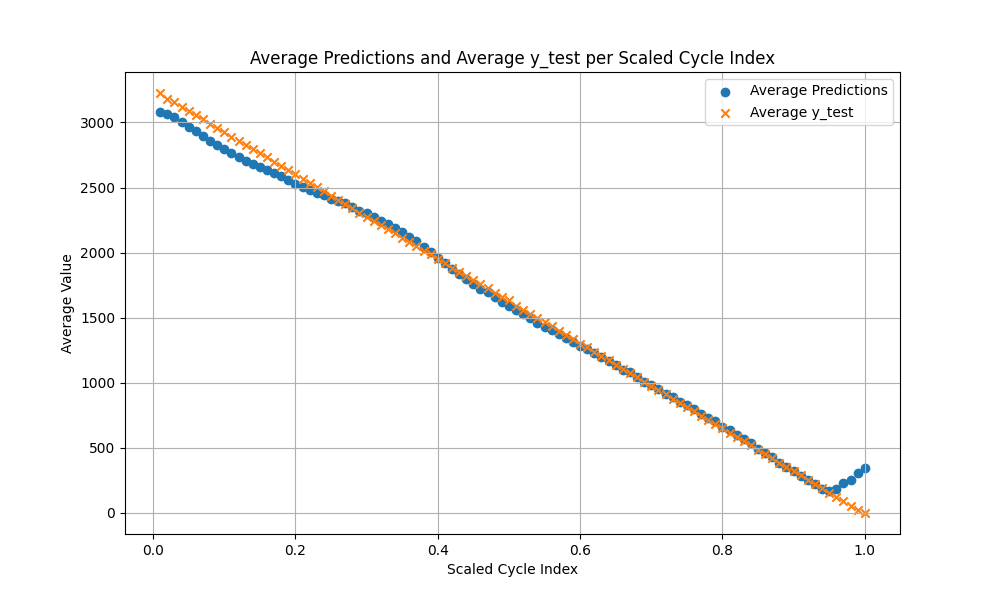 Average Predictions and Average y_test per Scaled Cycle Index
Average Predictions
Average y_test
3000
2500
2000
1500
1000
500
0
Average Value
0.0 0.2 0.4 0.6 0.8 1.0
Scaled Cycle Index